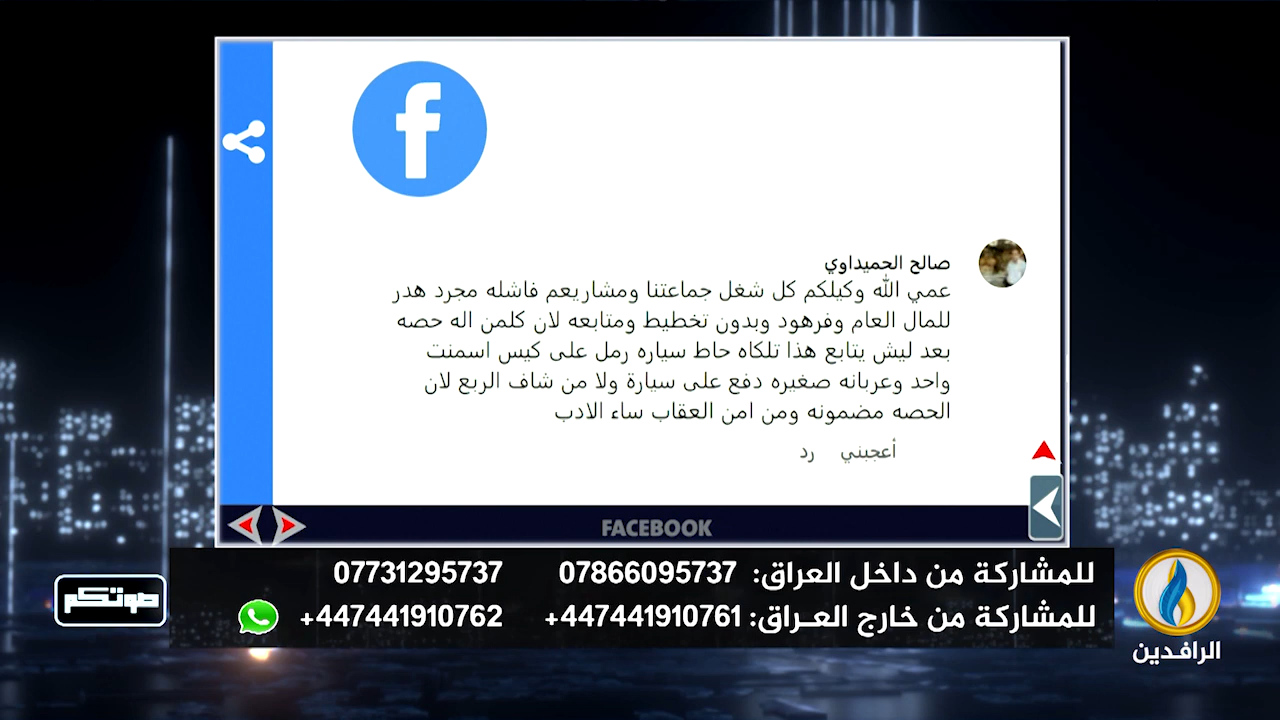 f
صالح الحميداوي
عمي الله وكيلكم كل شغل جماعتنا ومشاريعم فاشله مجرد هدر
للمال العام وفرهود وبدون تخطيط ومتابعه لان كلمن اله حصه
بعد ليش يتابع هذا تلكاه حاط سياره رمل على كيس اسمنت
واحد وعربانه صغيره دفع على سيارة ولا من شاف الربع لان
الحصه مضمونه ومن امن العقاب ساء الادب
أعجبني رد
FACEBOOK
للمشاركة من داخل العراق: 07866095737 07731295737
للمشاركة من خارج العـراق: 447441910761+ 447441910762+
صوتكم
الرافدين